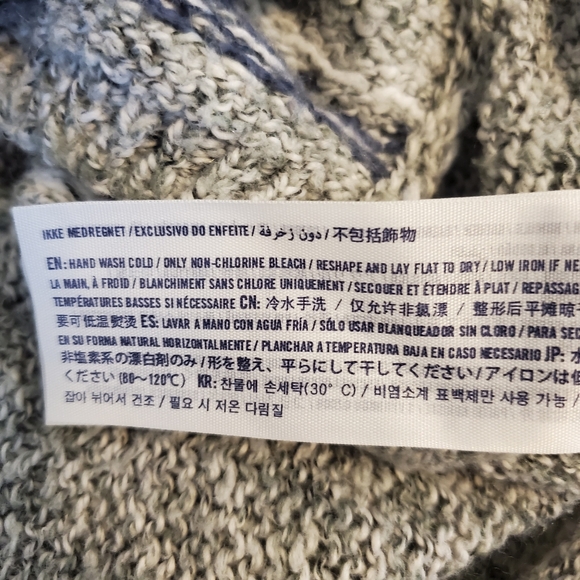 IKKE MEDREGNET / EXCLUSIVO DO ENFEITE / دون زخرفة / 不包括飾物
EN: HAND WASH COLD / ONLY NON-CHLORINE BLEACH / RESHAPE AND LAY FLAT TO DRY / LOW IRON IF NE
LA MAIN, À FROID / BLANCHIMENT SANS CHLORE UNIQUEMENT / SECOUER ET ÉTENDRE À PLAT / REPASSAG
TEMPÉRATURES BASSES SI NÉCESSAIRE CN: 冷水手洗 / 仅允许非氯漂 / 整形后平摊晾
要可低温熨烫 ES: LAVAR A MANO CON AGUA FRÍA / SÓLO USAR BLANQUEADOR SIN CLORO / PARA SEC
EN SU FORMA NATURAL HORIZONTALMENTE / PLANCHAR A TEMPERATURA BAJA EN CASO NECESARIO JP: 水
非塩素系の漂白剤のみ / 形を整え、平らにして干してください / アイロンは低
ください (80～120℃) KR: 찬물에 손세탁(30°C) / 비염소계 표백제만 사용 가능 /
잡아 뉘어서 건조 / 필요 시 저온 다림질